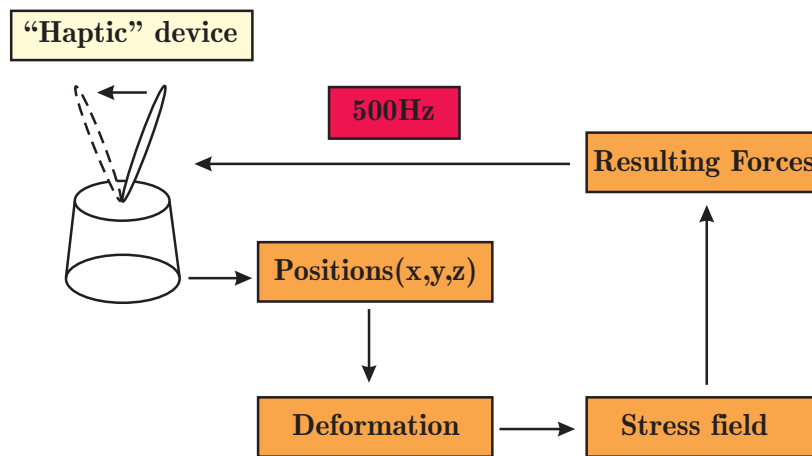 “Haptic” device
500Hz
Resulting Forces
Positions(x,y,z)
Deformation
Stress field